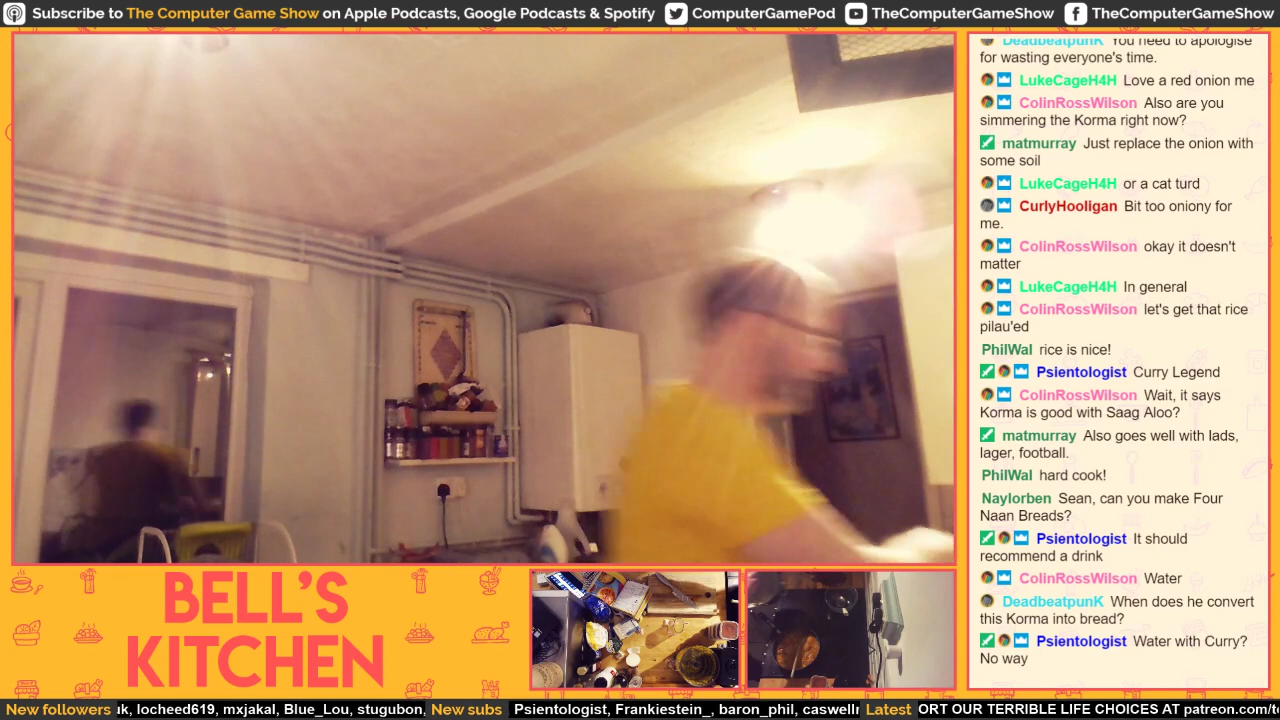 Subscribe to The Computer Game Show on Apple Podcasts, Google Podcasts & Spotify ComputerGamePod TheComputerGameShow TheComputerGameShow
DeadbeatpunK You need to apologise
for wasting everyone's time.
LukeCageH4H Love a red onion me
ColinRossWilson Also are you
simmering the Korma right now?
matmurray Just replace the onion with
some soil
LukeCageH4H or a cat turd
CurlyHooligan Bit too oniony for
me.
ColinRossWilson okay it doesn't
matter
LukeCageH4H In general
ColinRossWilson let's get that rice
pilau'ed
PhilWal rice is nice!
Psientologist Curry Legend
ColinRossWilson Wait, it says
Korma is good with Saag Aloo?
matmurray Also goes well with lads,
lager, football.
PhilWal hard cook!
Naylorben Sean, can you make Four
Naan Breads?
Psientologist It should
recommend a drink
ColinRossWilson Water
DeadbeatpunK When does he convert
this Korma into bread?
Psientologist Water with Curry?
No way
BELL'S
KITCHEN
New followers uk, locheed619, mxjakal, Blue_Lou, stugubon, New subs Psientologist, Frankiestein_, baron_phil, caswell Latest ORT OUR TERRIBLE LIFE CHOICES AT patreon.com/t